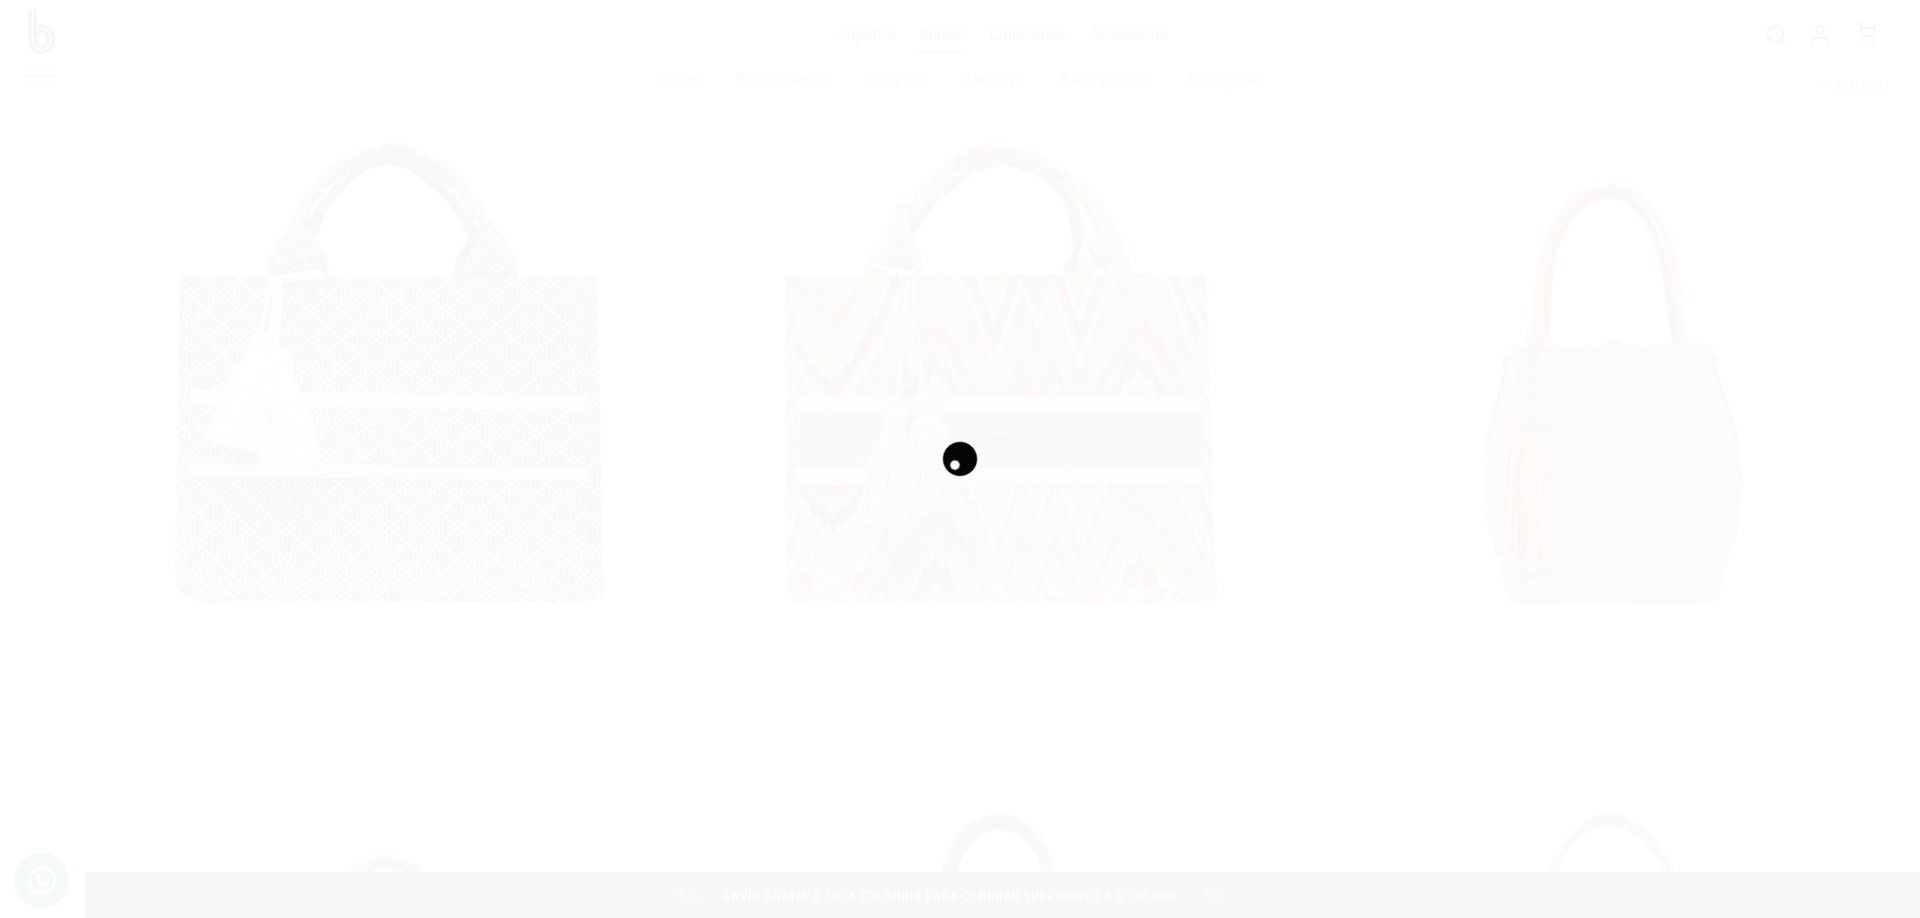 b
Zapatos Bolsos Cinturones Accesorios
Todos Bomboneras Carteras Morrales Manos libres Riñoneras
+ Filtros
ENVÍO GRATIS A TODA COLOMBIA PARA COMPRAS SUPERIORES A $ 100.000